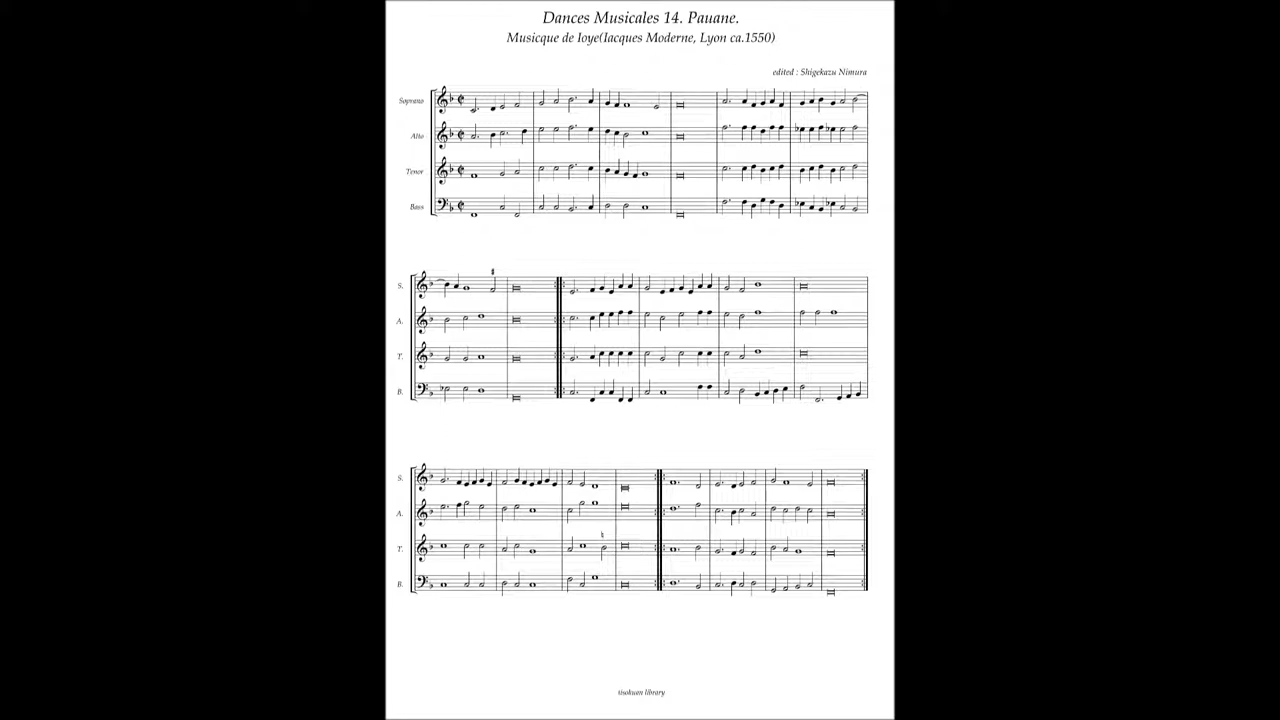 Dances Musicales 14. Pauane.
Musicque de Ioye(Iacques Moderne, Lyon ca.1550)
edited : Shigekazu Nimura
Soprano
Alto
Tenor
Bass
S.
A.
T.
B.
S.
A.
T.
B.
risokuon library